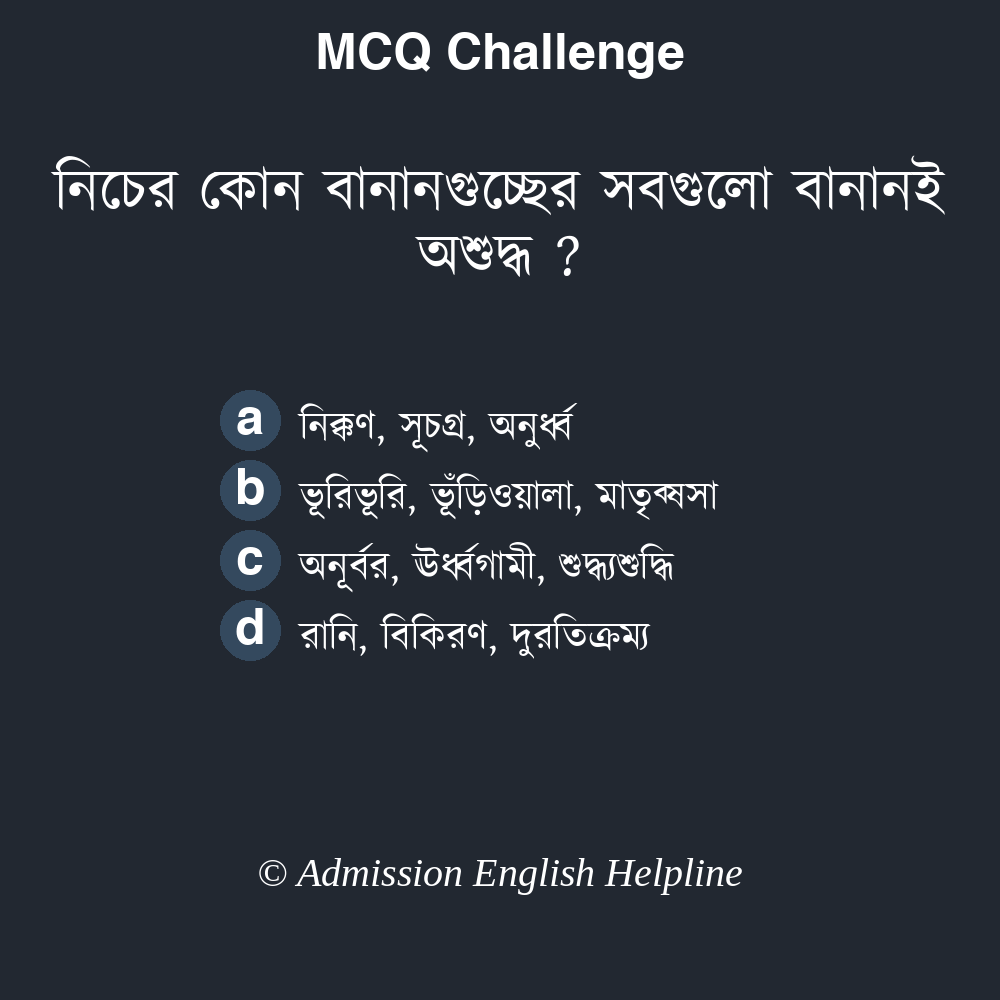 MCQ Challenge
নিচের কোন বানানগুচ্ছের সবগুলো বানানই
অশুদ্ধ ?
a নিক্কণ, সূচগ্র, অনুর্ধ্ব
b ভূরিভূরি, ভূঁড়িওয়ালা, মাতৃষ্বসা
c অনূর্বর, ঊর্ধ্বগামী, শুদ্ধ্যশুদ্ধি
d রানি, বিকিরণ, দুরতিক্রম্য
© Admission English Helpline